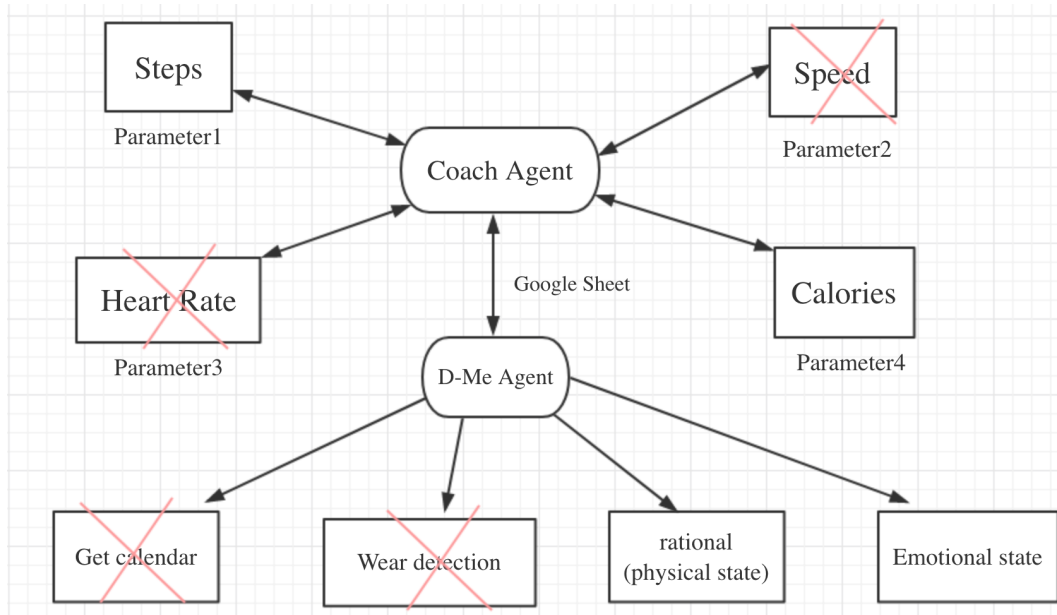 Steps
Speed
Parameter1
Parameter2
Coach Agent
Heart Rate
Google Sheet
Calories
Parameter3
Parameter4
D-Me Agent
Get calendar
Wear detection
rational
(physical state)
Emotional state